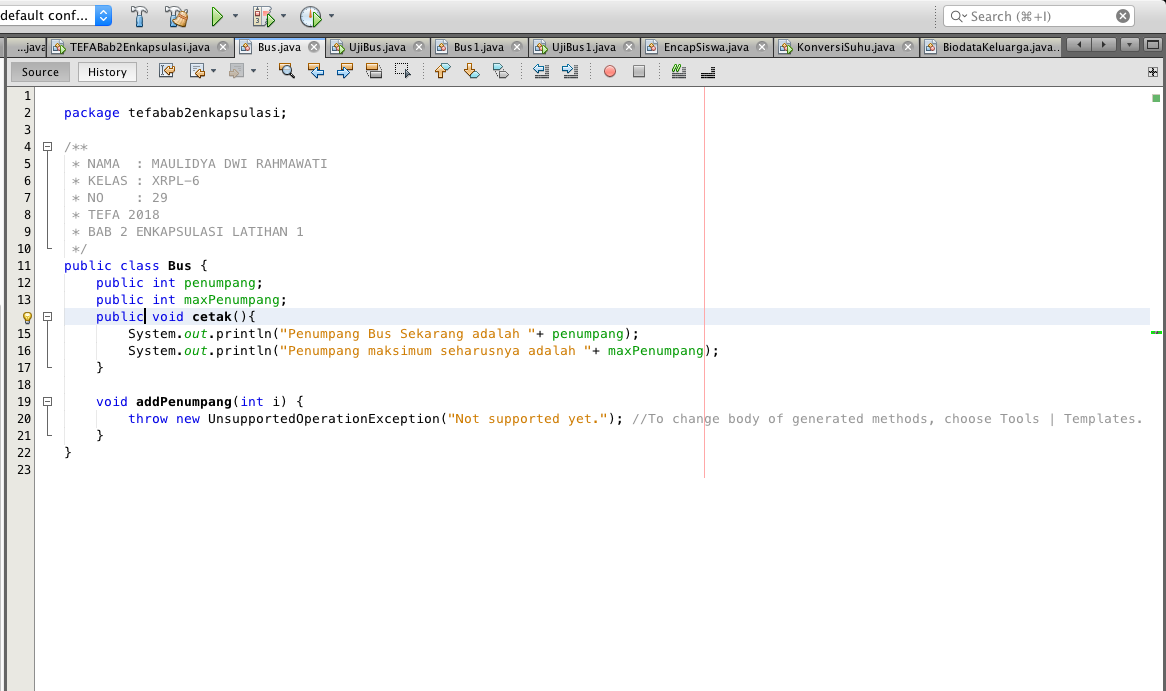 default conf...
Search (⌘+I)
...java TEFABab2Enkapsulasi.java Bus.java UjiBus.java Bus1.java UjiBus1.java EncapSiswa.java KonversiSuhu.java BiodataKeluarga.java...
Source History
1
2 package tefabab2enkapsulasi;
3
4 /**
5 * NAMA  : MAULIDYA DWI RAHMAWATI
6 * KELAS : XRPL-6
7 * NO    : 29
8 * TEFA 2018
9 * BAB 2 ENKAPSULASI LATIHAN 1
10 */
11 public class Bus {
12     public int penumpang;
13     public int maxPenumpang;
public void cetak(){
15         System.out.println("Penumpang Bus Sekarang adalah "+ penumpang);
16         System.out.println("Penumpang maksimum seharusnya adalah "+ maxPenumpang);
17     }
18
19     void addPenumpang(int i) {
20         throw new UnsupportedOperationException("Not supported yet."); //To change body of generated methods, choose Tools | Templates.
21     }
22 }
23